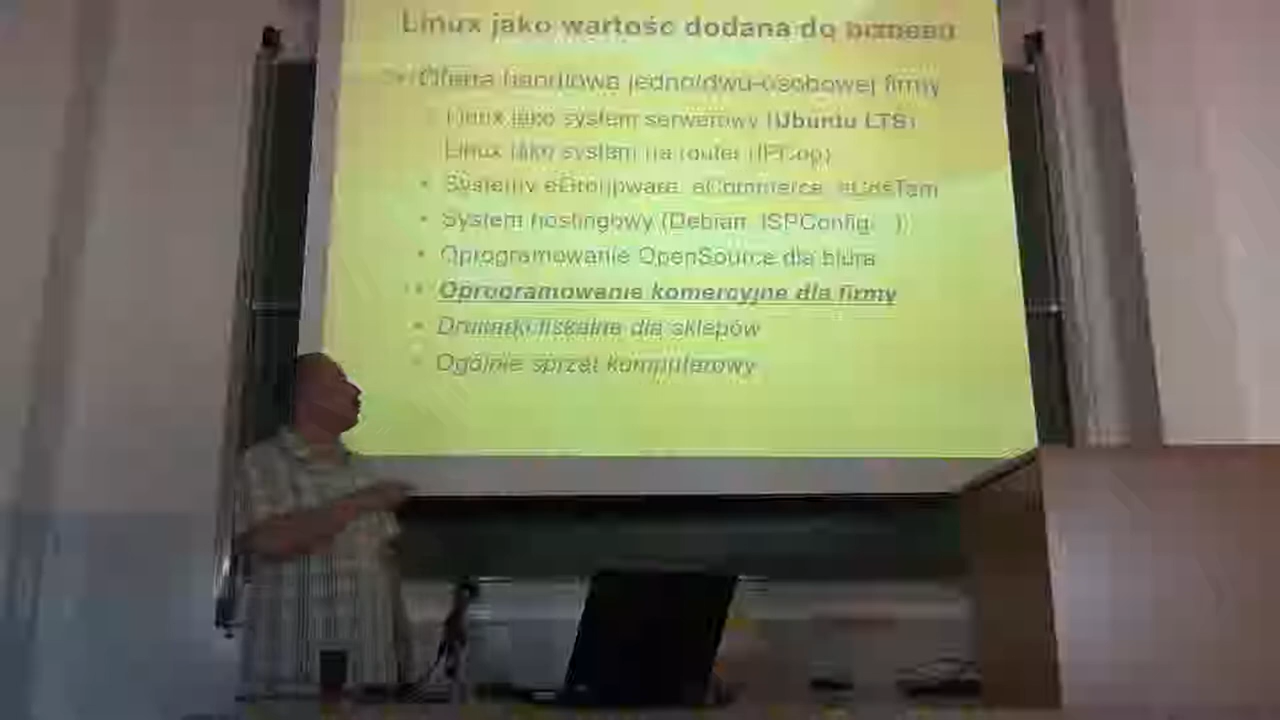 Linux jako wartość dodana do biznesu
Oferta handlowa jedno/dwu-osobowej firmy
Linux jako system serwerowy (Ubuntu LTS)
Linux jako system na router (IPCop)
• Systemy eGroupware, eCommerce,
• System hostingowy (Debian, ISPConfig...)
• Oprogramowanie OpenSource dla biura
• Oprogramowanie komercyjne dla firmy
• Drukarki fiskalne dla sklepów
• Ogólnie sprzęt komputerowy